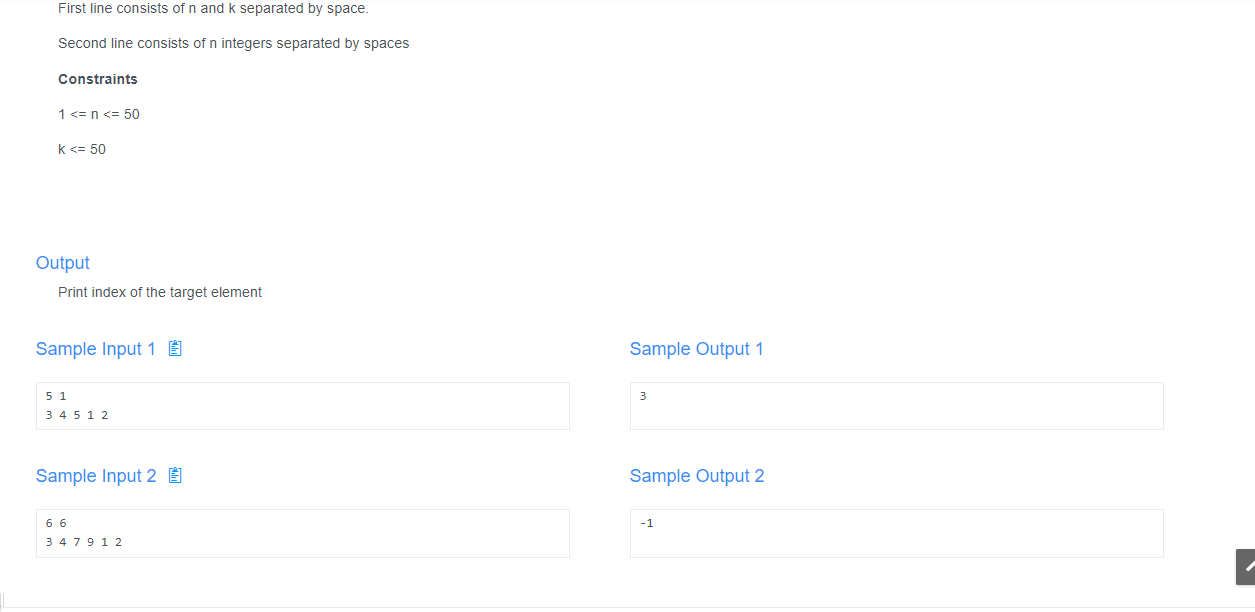 First line consists of n and k separated by space.
Second line consists of n integers separated by spaces
Constraints
1 <= n <= 50
k <= 50
Output
Print index of the target element
Sample Input 1
Sample Output 1
5 1
3 4 5 1 2
3
Sample Input 2
Sample Output 2
6 6
3 4 7 9 1 2
-1